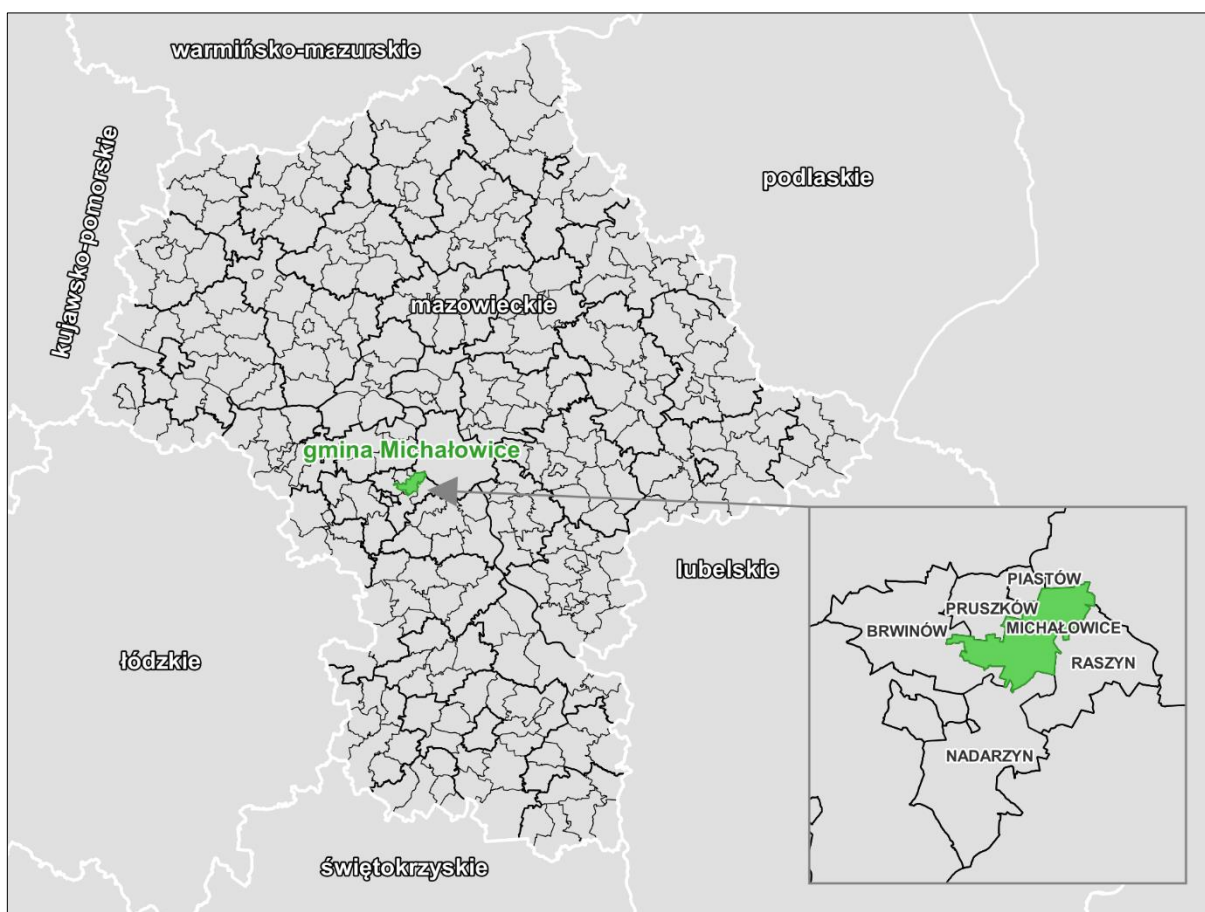 warmińsko-mazurskie
kujawsko-pomorskie
podlaskie
mazowieckie
gmina Michałowice
lubelskie
łódzkie
świętokrzyskie
PIASTÓW
PRUSZKÓW
MICHAŁOWICE
BRWINÓW
RASZYN
NADARZYN